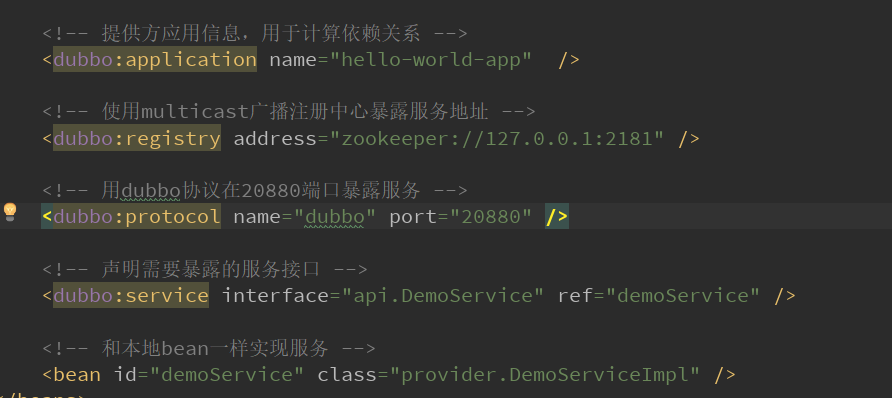 <!-- 提供方应用信息，用于计算依赖关系 -->
<dubbo:application name="hello-world-app"  />
<!-- 使用multicast广播注册中心暴露服务地址 -->
<dubbo:registry address="zookeeper://127.0.0.1:2181" />
<!-- 用dubbo协议在20880端口暴露服务 -->
<dubbo:protocol name="dubbo" port="20880" />
<!-- 声明需要暴露的服务接口 -->
<dubbo:service interface="api.DemoService" ref="demoService" />
<!-- 和本地bean一样实现服务 -->
<bean id="demoService" class="provider.DemoServiceImpl" />